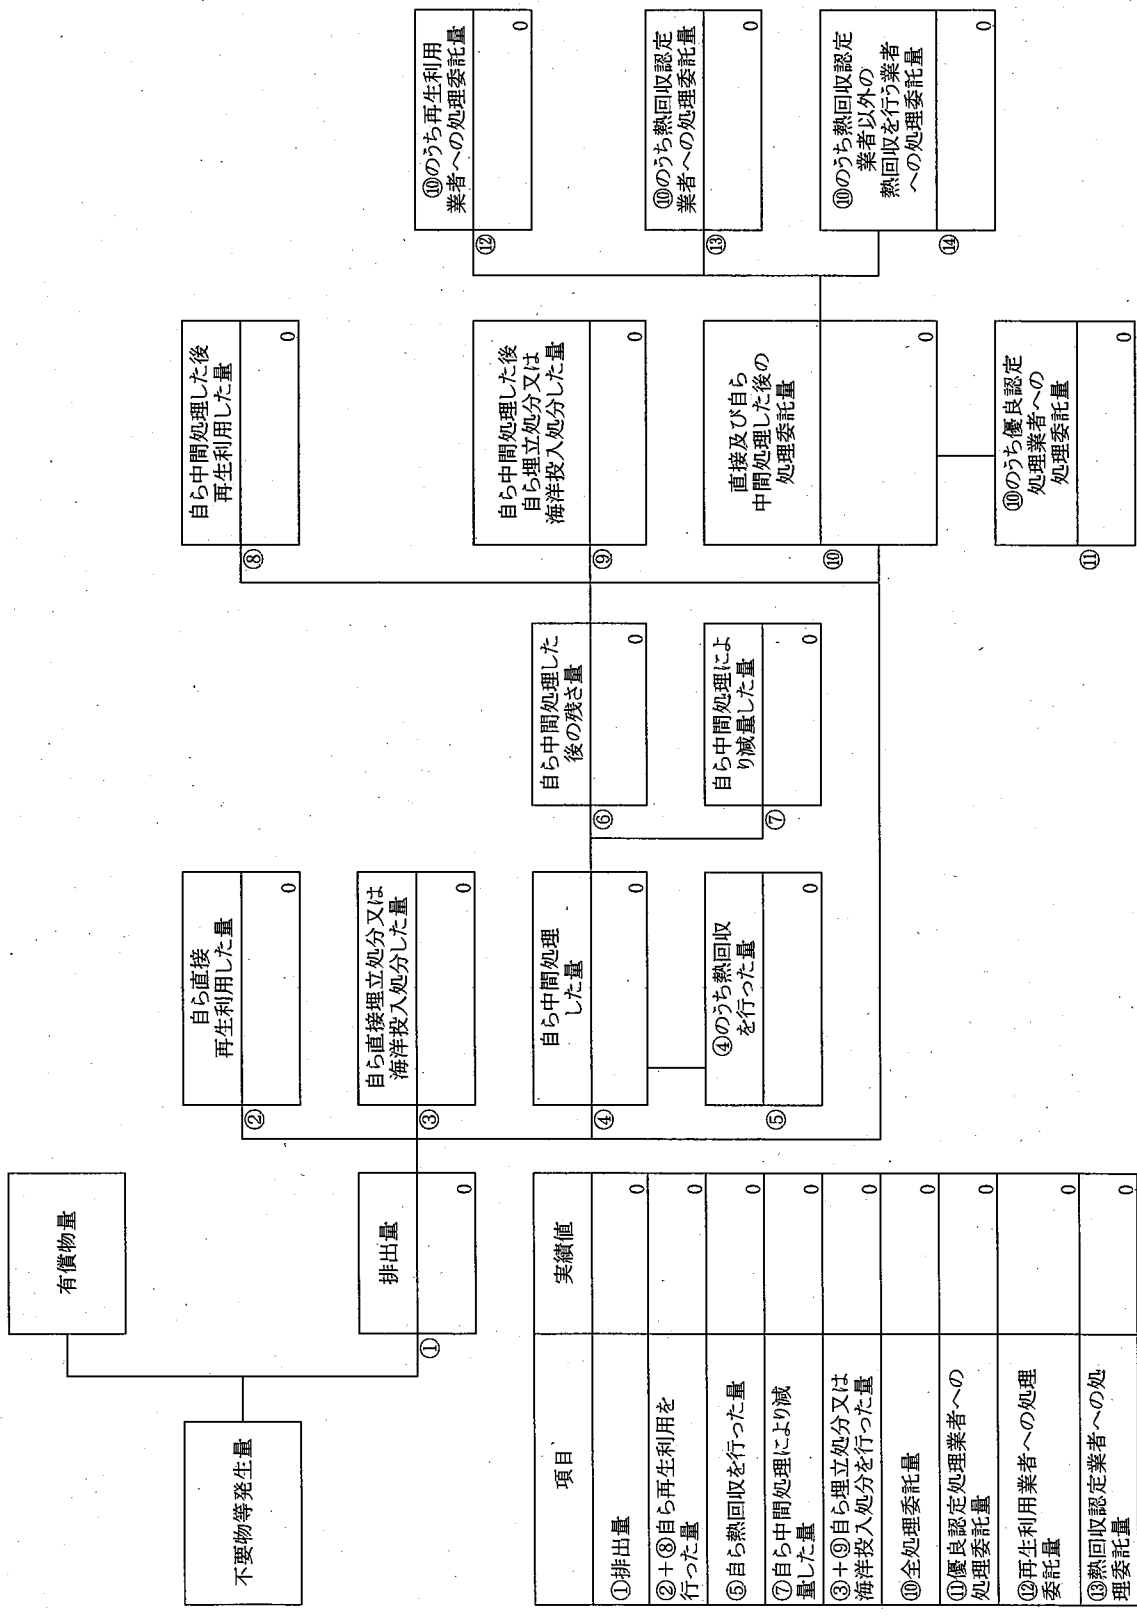 不要物等発生量
有償物量
①
排出量
0
②
自ら直接
再生利用した量
0
③
自ら直接埋立処分又は
海洋投入処分した量
0
④
自ら中間処理
した量
0
⑤
④のうち熱回収
を行った量
0
⑥
自ら中間処理した
後の残さ量
0
⑦
自ら中間処理によ
り減量した量
0
⑧
自ら中間処理した後
再生利用した量
0
⑨
自ら中間処理した後
自ら埋立処分又は
海洋投入処分した量
0
⑩
直接及び自ら
中間処理した後の
処理委託量
0
⑪
⑩のうち優良認定
処理業者への
処理委託量
0
⑫
⑩のうち再生利用
業者への処理委託量
0
⑬
⑩のうち熱回収認定
業者への処理委託量
0
⑭
⑩のうち熱回収認定
業者以外の
熱回収を行う業者
への処理委託量
0
項目 実績値
①排出量 0
②+⑧自ら再生利用を
行った量 0
⑤自ら熱回収を行った量 0
⑦自ら中間処理により減
量した量 0
③+⑨自ら埋立処分又は
海洋投入処分を行った量 0
⑩全処理委託量 0
⑪優良認定処理業者への
処理委託量 0
⑫再生利用業者への処理
委託量 0
⑬熱回収認定業者への処
理委託量 0